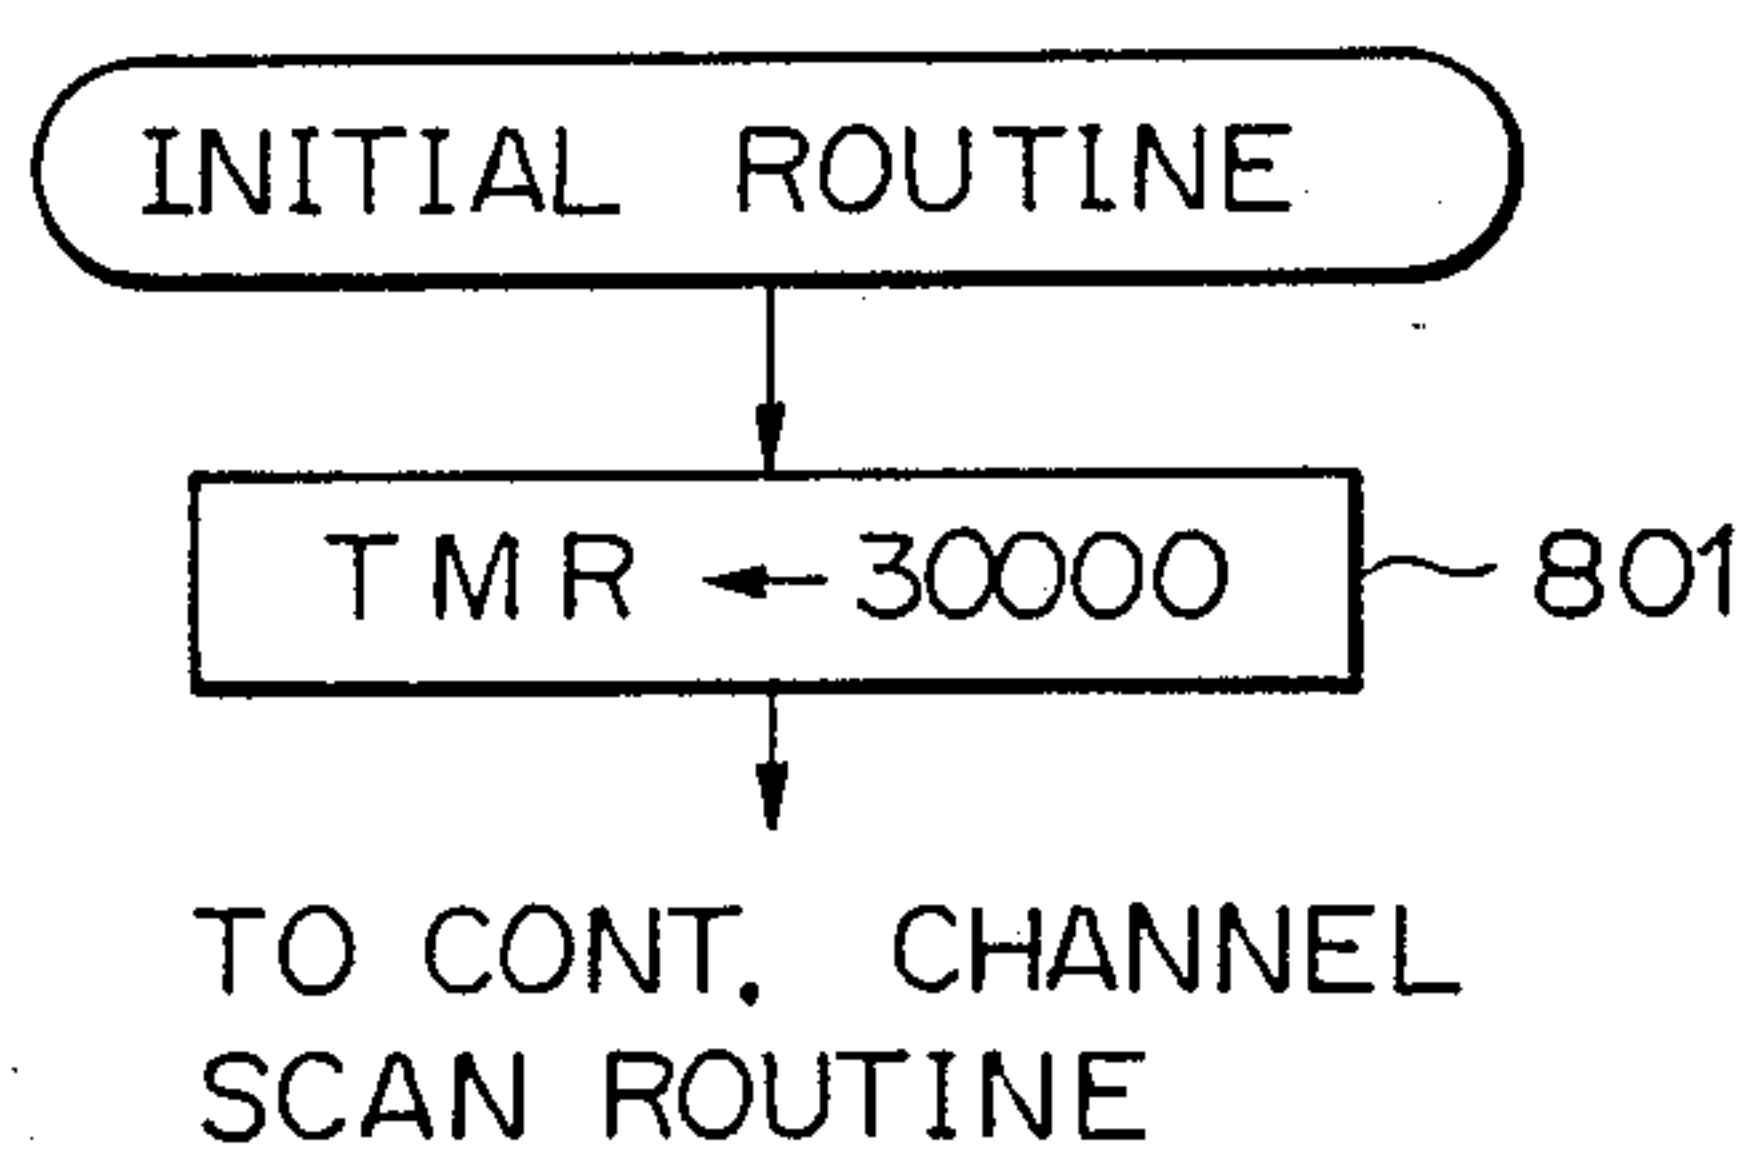 INITIAL ROUTINE
TMR ← 30000
801
TO CONT. CHANNEL
SCAN ROUTINE